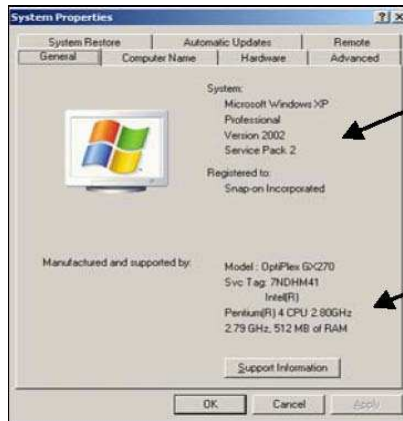 System Properties
System Restore Automatic Updates Remote
General Computer Name Hardware Advanced
System:
Microsoft Windows XP
Professional
Version 2002
Service Pack 2
Registered to:
Snap-on Incorporated
Manufactured and supported by:
Model : OptiPlex GX270
Svc Tag: 7NDHM41
Intel(R)
Pentium(R) 4 CPU 2.80GHz
2.79 GHz, 512 MB of RAM
Support Information
OK Cancel Apply